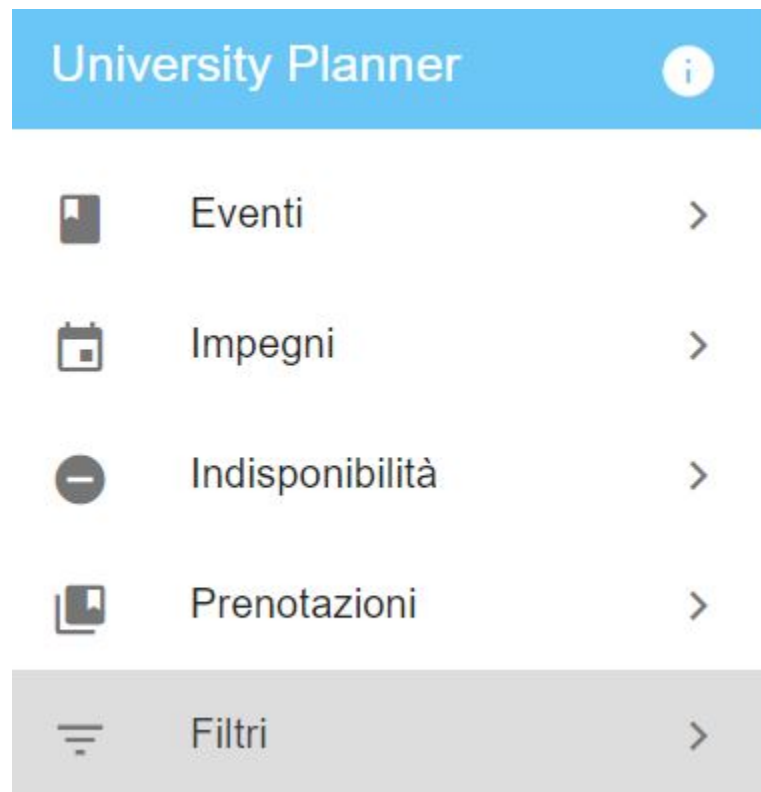 University Planner
Eventi
Impegni
Indisponibilità
Prenotazioni
Filtri